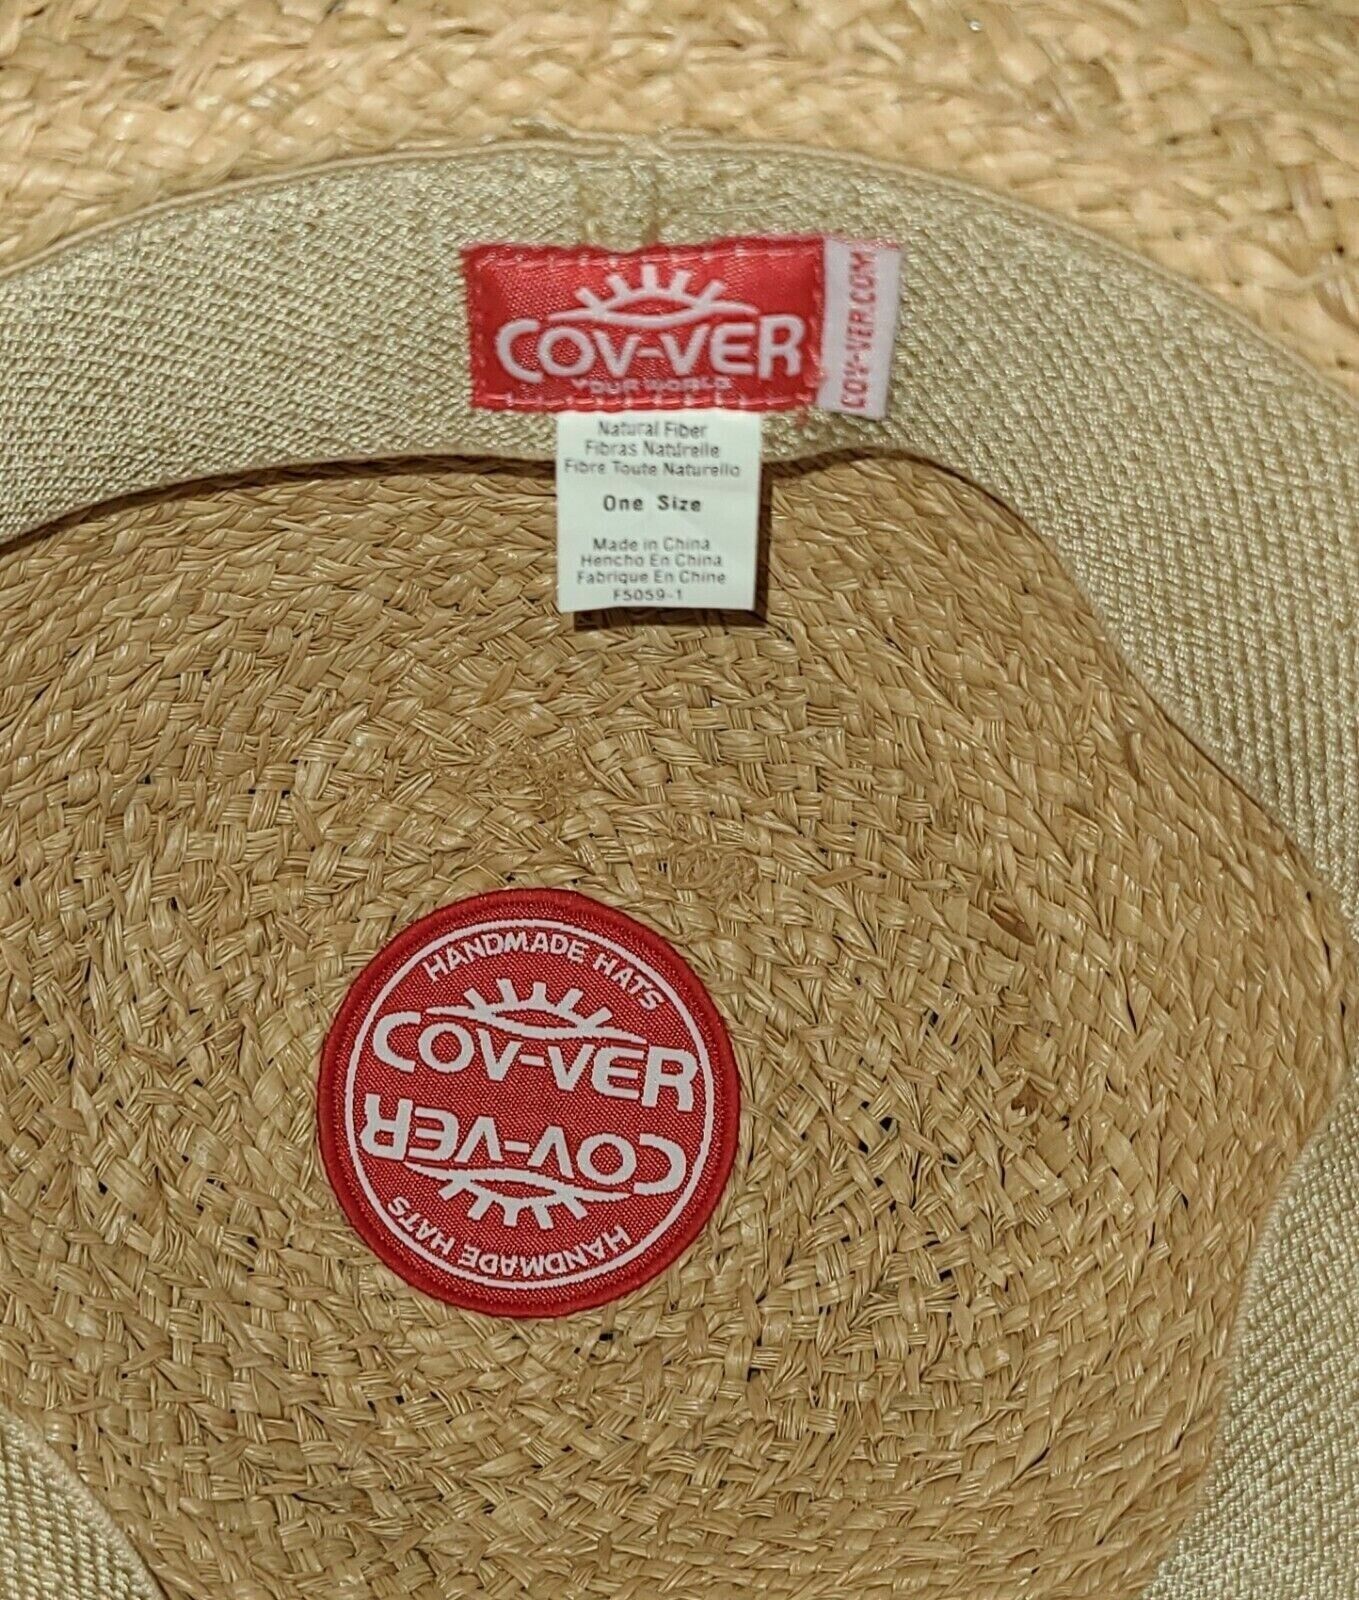 COV-VER
YOUR WORLD
COV-VER.COM
Natural Fiber
Fibras Natdrelle
Fibre Toute Naturello
One Size
Made in China
Hencho En China
Fabrique En Chine
F5059-1
HANDMADE HATS
COV-VER
COV-VER
HANDMADE HATS